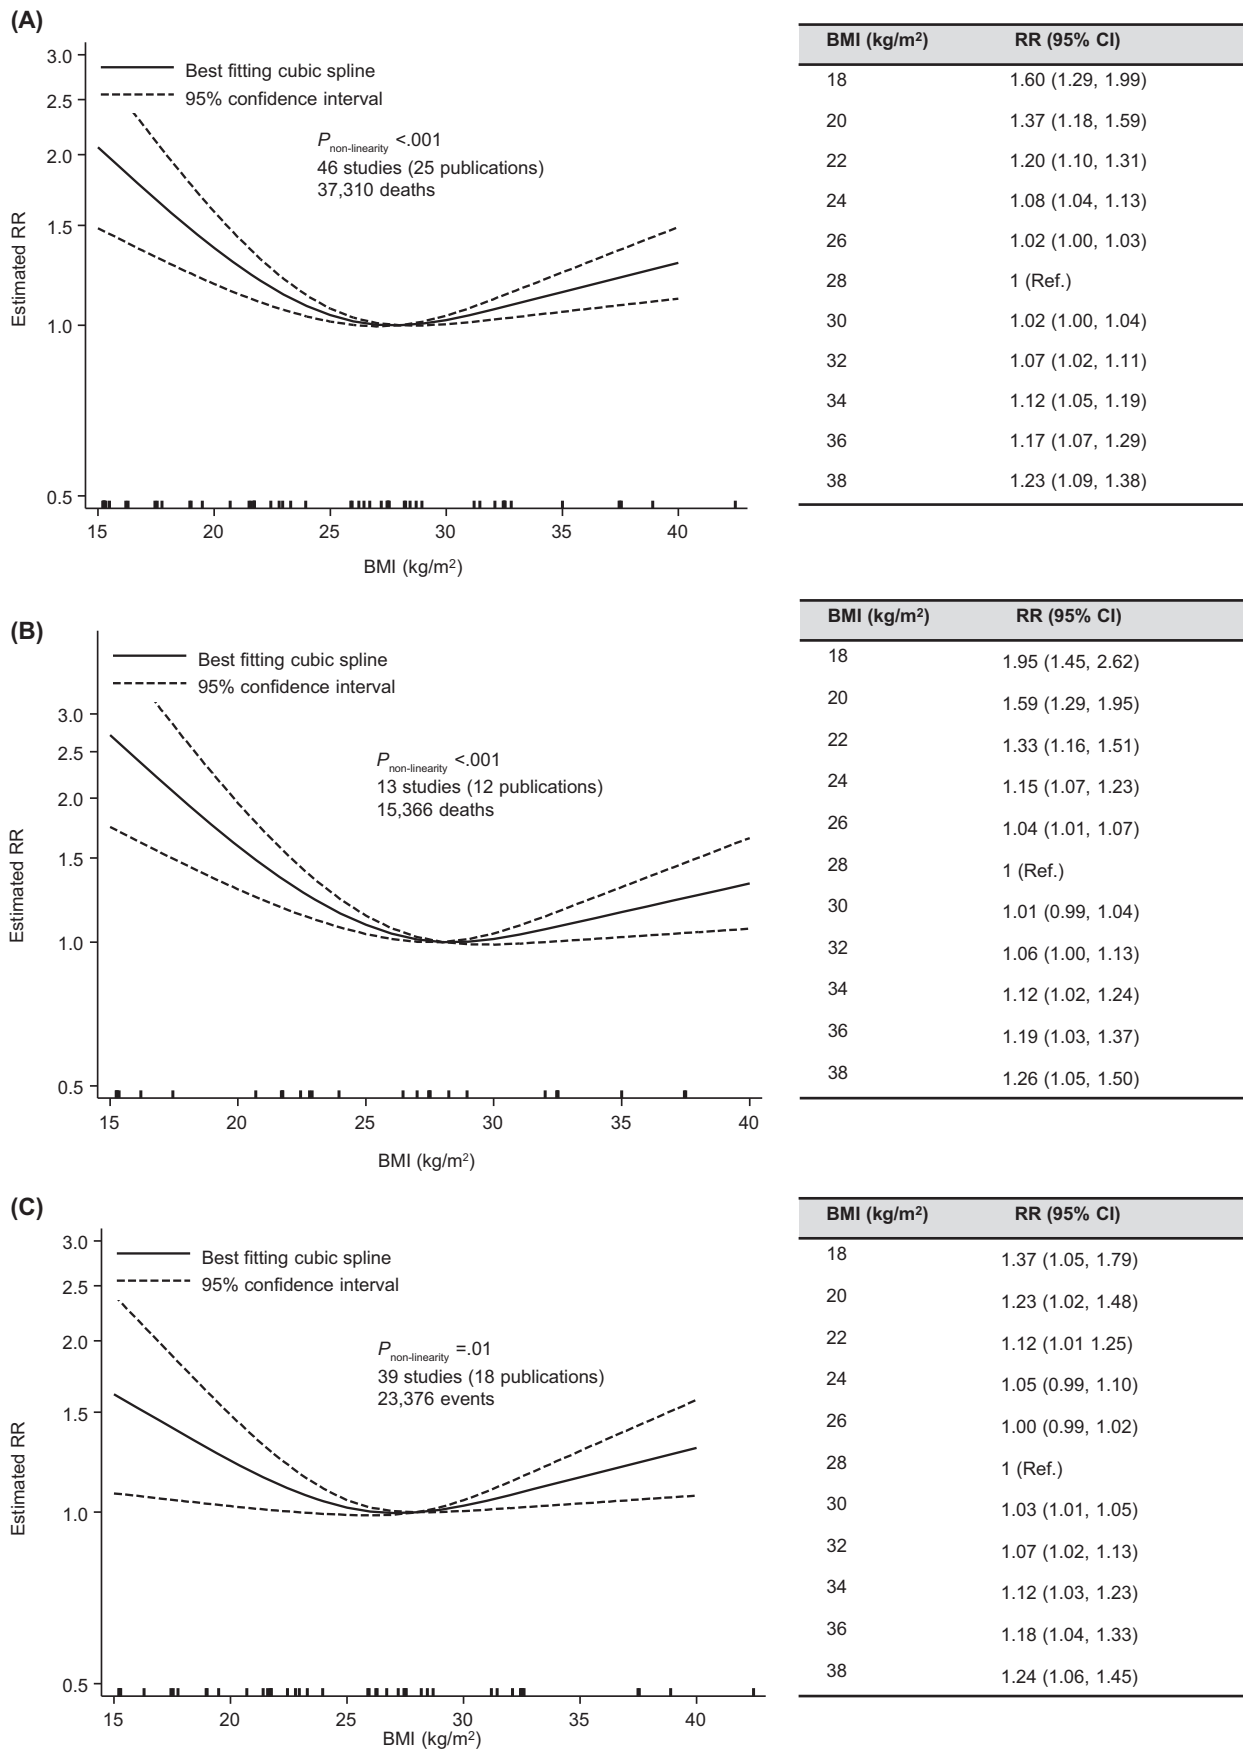 (A)
3.0
2.5
2.0
1.5
1.0
0.5
Estimated RR
Best fitting cubic spline
95% confidence interval
P non-linearity <.001
46 studies (25 publications)
37,310 deaths
15 20 25 30 35 40
BMI (kg/m²)
BMI (kg/m²) RR (95% CI)
18 1.60 (1.29, 1.99)
20 1.37 (1.18, 1.59)
22 1.20 (1.10, 1.31)
24 1.08 (1.04, 1.13)
26 1.02 (1.00, 1.03)
28 1 (Ref.)
30 1.02 (1.00, 1.04)
32 1.07 (1.02, 1.11)
34 1.12 (1.05, 1.19)
36 1.17 (1.07, 1.29)
38 1.23 (1.09, 1.38)
(B)
3.0
2.5
2.0
1.5
1.0
0.5
Estimated RR
Best fitting cubic spline
95% confidence interval
P non-linearity <.001
13 studies (12 publications)
15,366 deaths
15 20 25 30 35 40
BMI (kg/m²)
BMI (kg/m²) RR (95% CI)
18 1.95 (1.45, 2.62)
20 1.59 (1.29, 1.95)
22 1.33 (1.16, 1.51)
24 1.15 (1.07, 1.23)
26 1.04 (1.01, 1.07)
28 1 (Ref.)
30 1.01 (0.99, 1.04)
32 1.06 (1.00, 1.13)
34 1.12 (1.02, 1.24)
36 1.19 (1.03, 1.37)
38 1.26 (1.05, 1.50)
(C)
3.0
2.5
2.0
1.5
1.0
0.5
Estimated RR
Best fitting cubic spline
95% confidence interval
P non-linearity =.01
39 studies (18 publications)
23,376 events
15 20 25 30 35 40
BMI (kg/m²)
BMI (kg/m²) RR (95% CI)
18 1.37 (1.05, 1.79)
20 1.23 (1.02, 1.48)
22 1.12 (1.01 1.25)
24 1.05 (0.99, 1.10)
26 1.00 (0.99, 1.02)
28 1 (Ref.)
30 1.03 (1.01, 1.05)
32 1.07 (1.02, 1.13)
34 1.12 (1.03, 1.23)
36 1.18 (1.04, 1.33)
38 1.24 (1.06, 1.45)